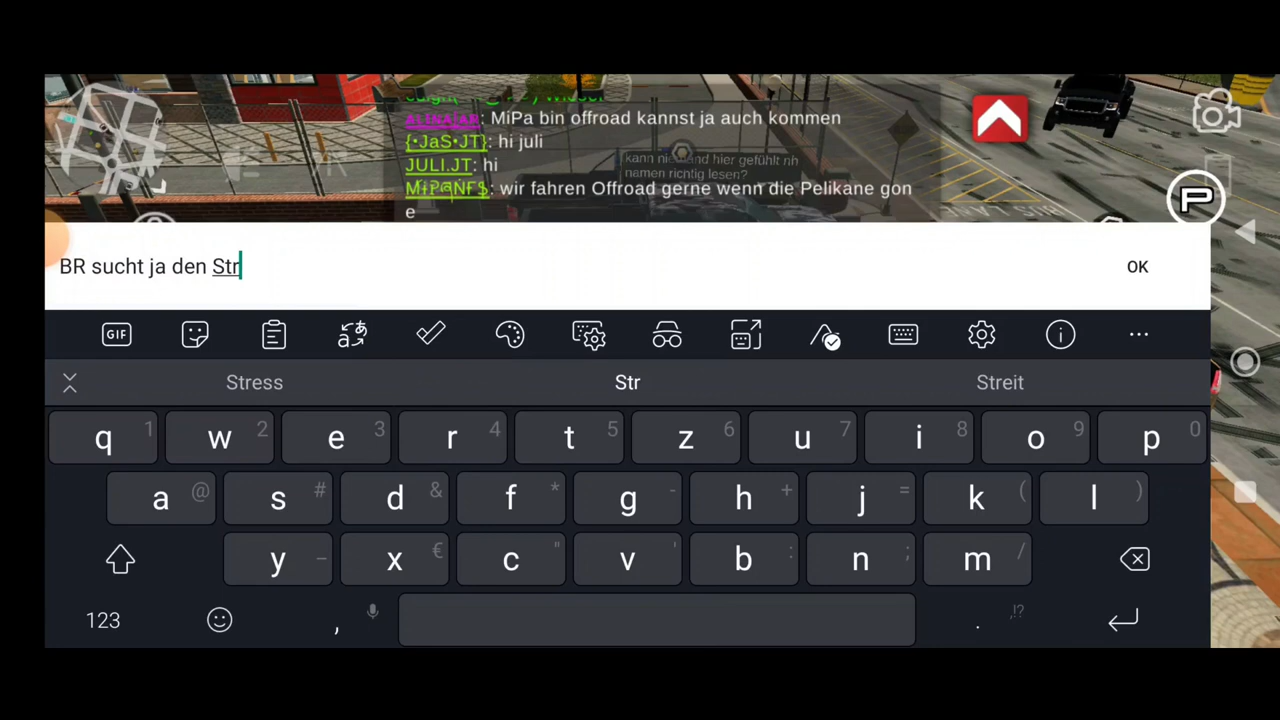 ALINA|AR: MiPa bin offroad kannst ja auch kommen
{•JaS•JT}: hi juli
JULI.JT: hi
kann niemand hier gefühlt nh
namen richtig lesen?
wir fahren Offroad gerne wenn die Pelikane gon
e
P
BR sucht ja den Str
OK
GIF
Stress Str Streit
q 1 w 2 e 3 r 4 t 5 z 6 u 7 i 8 o 9 p 0
a @ s # d & f * g - h + j = k ( l )
y _ x € c " v ' b : n ; m /
123 , . ,!?